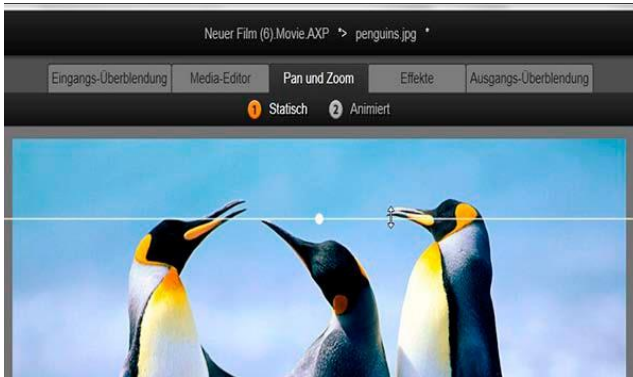 Neuer Film (6).Movie.AXP *> penguins.jpg *
Eingangs-Überblendung Media-Editor Pan und Zoom Effekte Ausgangs-Überblendung
1 Statisch 2 Animiert